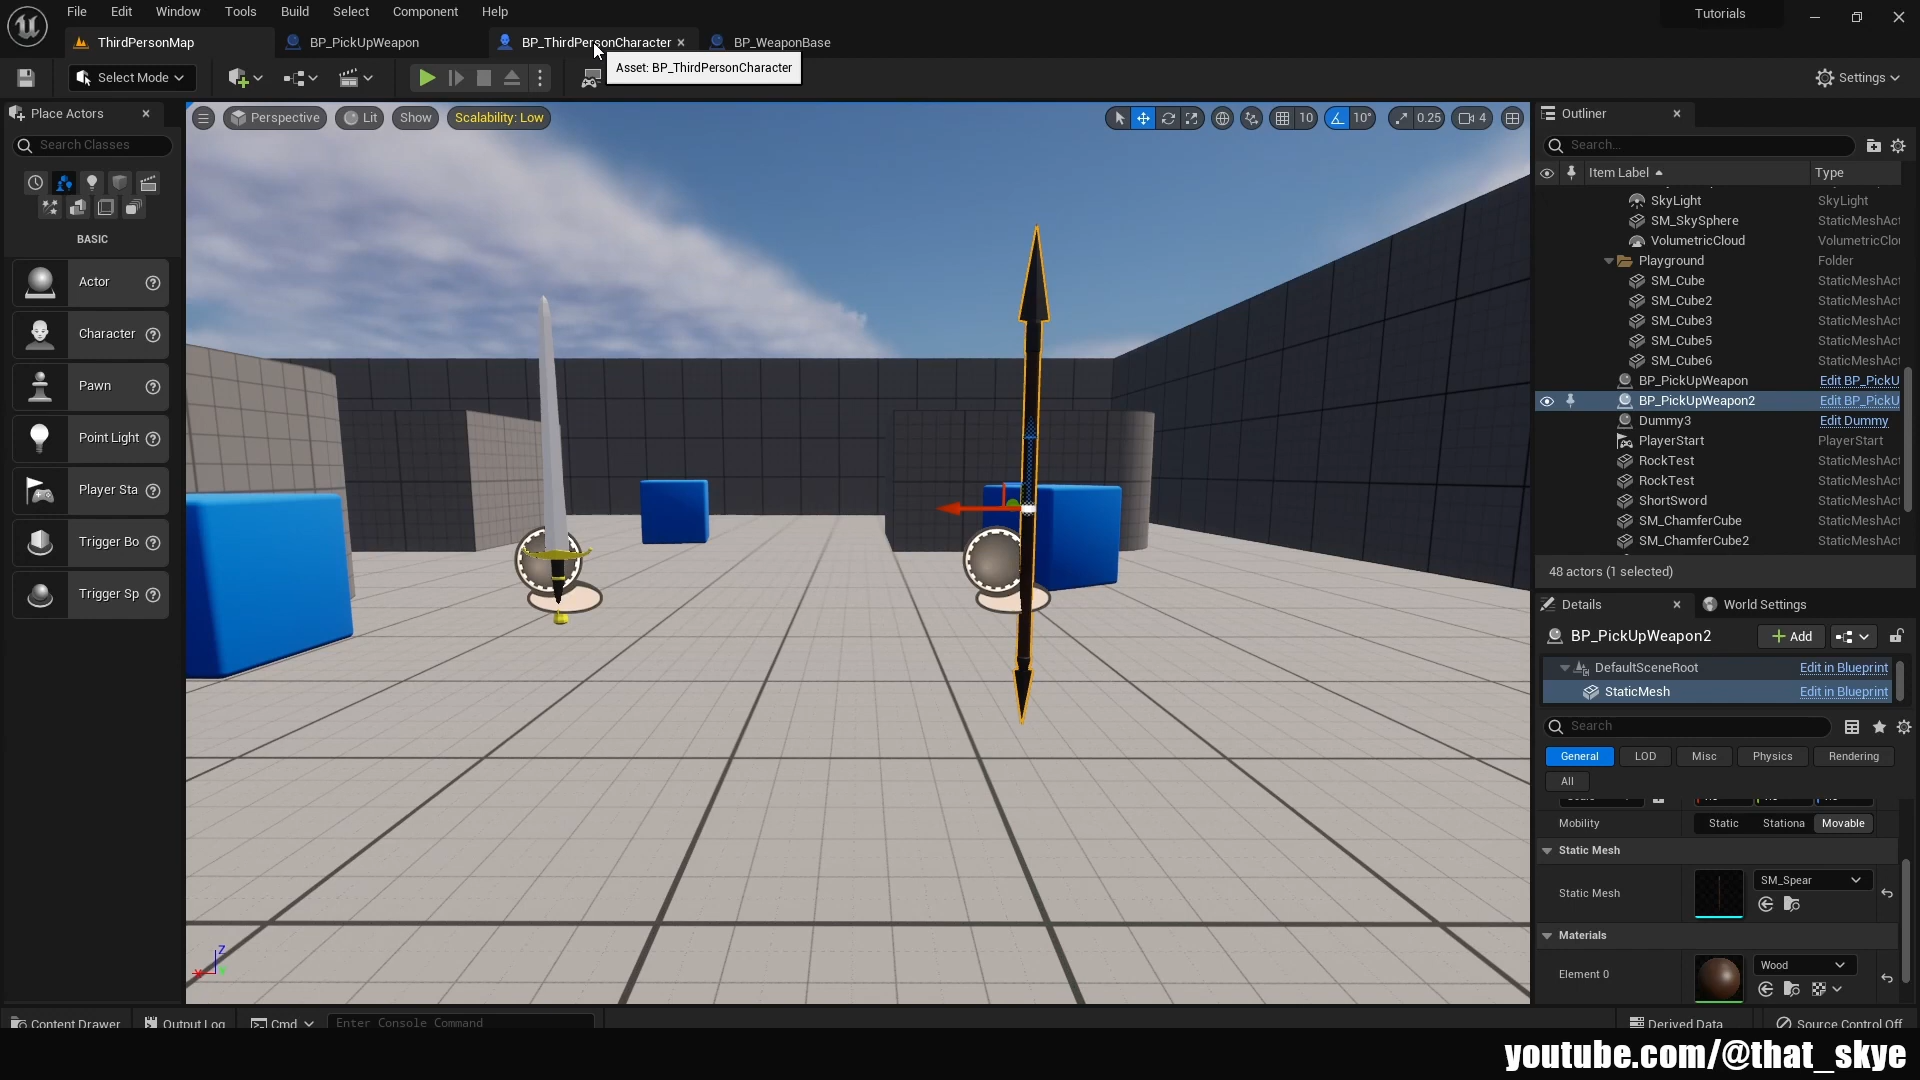 File Edit Window Tools Build Select Component Help
Tutorials
ThirdPersonMap
BP_PickUpWeapon
BP_ThirdPersonCharacter
BP_WeaponBase
Asset: BP_ThirdPersonCharacter
Select Mode
Settings
Place Actors
Search Classes
BASIC
Actor
Character
Pawn
Point Light
Player Sta
Trigger Bo
Trigger Sp
Perspective
Lit
Show
Scalability: Low
10
10°
0.25
4
Outliner
Search...
Item Label Type
SkyLight SkyLight
SM_SkySphere StaticMeshAct
VolumetricCloud VolumetricClou
Playground Folder
SM_Cube StaticMeshAct
SM_Cube2 StaticMeshAct
SM_Cube3 StaticMeshAct
SM_Cube5 StaticMeshAct
SM_Cube6 StaticMeshAct
BP_PickUpWeapon Edit BP_PickU
BP_PickUpWeapon2 Edit BP_PickU
Dummy3 Edit Dummy
PlayerStart PlayerStart
RockTest StaticMeshAct
RockTest StaticMeshAct
ShortSword StaticMeshAct
SM_ChamferCube StaticMeshAct
SM_ChamferCube2 StaticMeshAct
48 actors (1 selected)
Details
World Settings
BP_PickUpWeapon2
Add
DefaultSceneRoot Edit in Blueprint
StaticMesh Edit in Blueprint
Search
General LOD Misc Physics Rendering
All
Mobility Static Stationa Movable
Static Mesh
Static Mesh SM_Spear
Materials
Element 0 Wood
Z
Content Drawer
Output Log
Cmd
Enter Console Command
Derived Data
Source Control Off
youtube.com/@that_skye